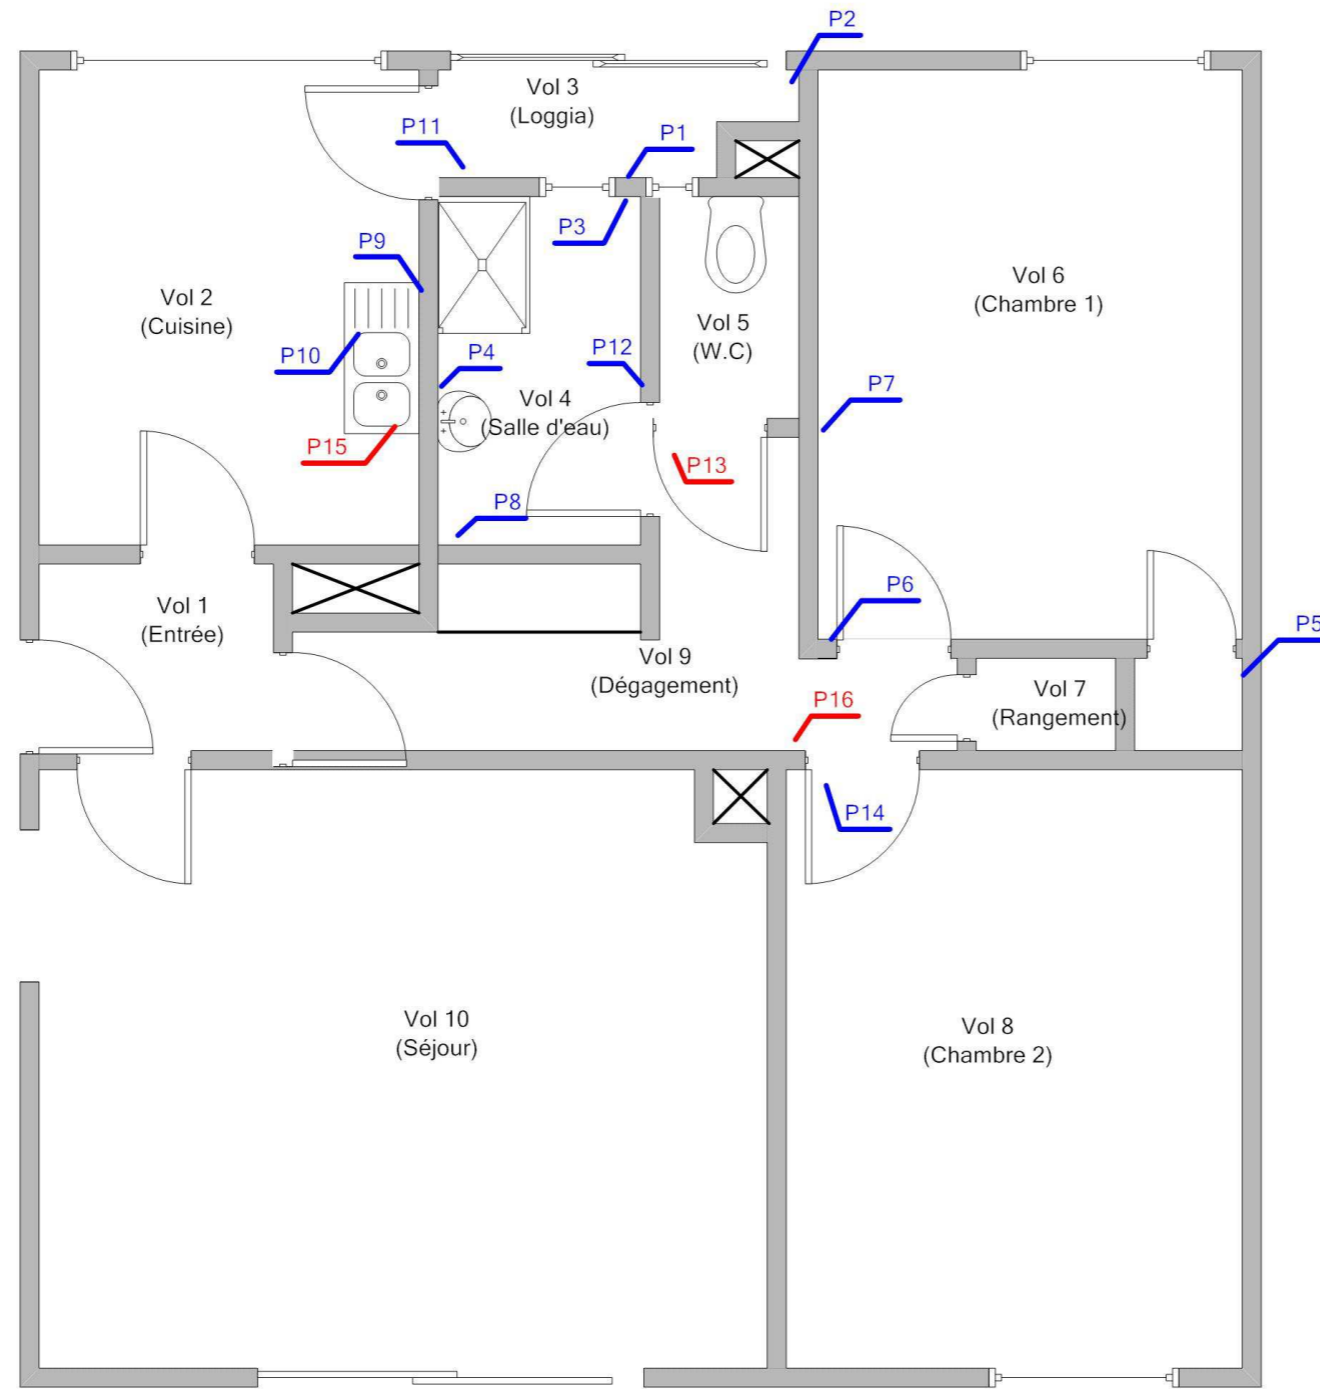 P2
Vol 3
(Loggia)
P11
P1
P3
P9
Vol 2
(Cuisine)
Vol 6
(Chambre 1)
Vol 5
(W.C)
P10
P4
P12
P7
Vol 4
(Salle d'eau)
P15
P13
P8
Vol 1
(Entrée)
P6
P5
Vol 9
(Dégagement)
Vol 7
(Rangement)
P16
P14
Vol 10
(Séjour)
Vol 8
(Chambre 2)